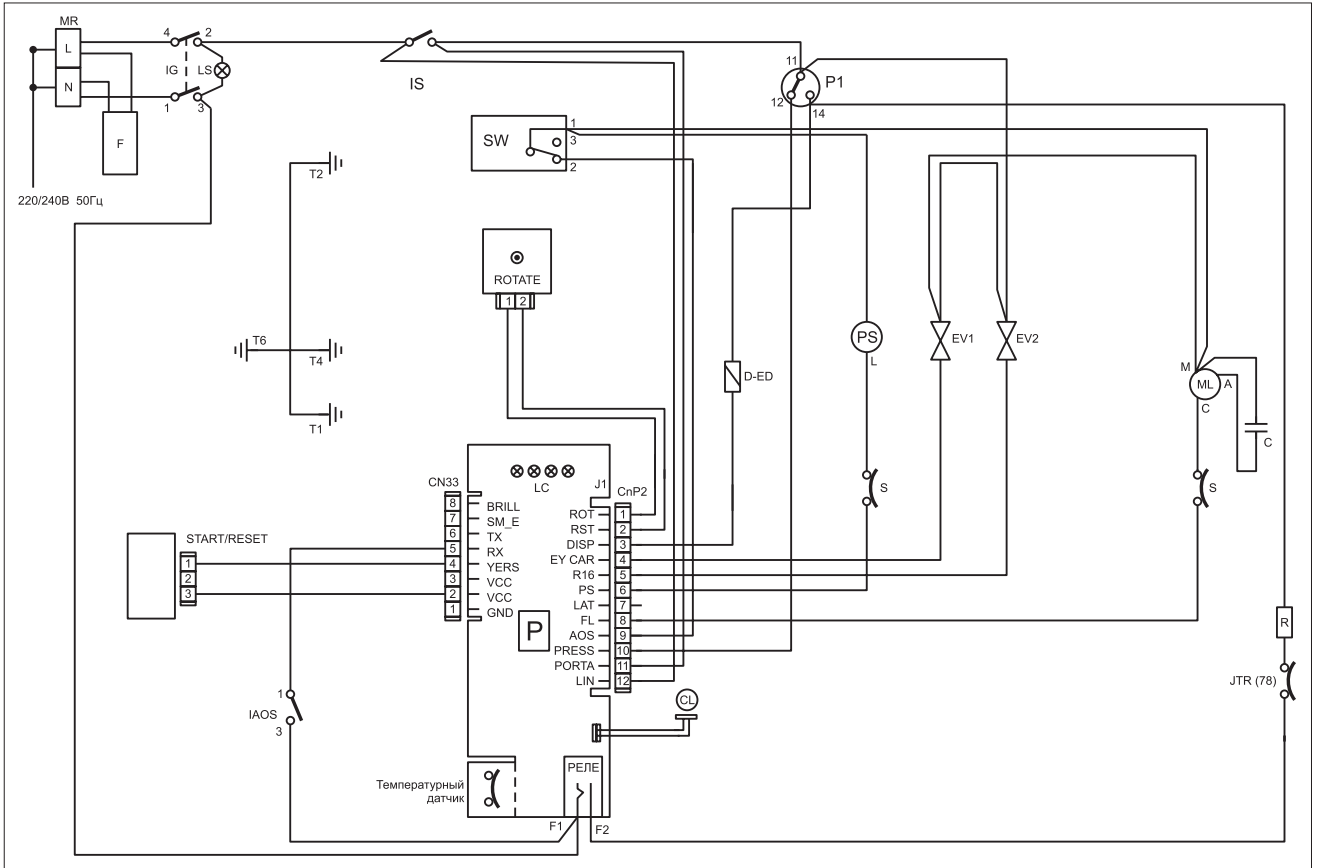 MR
L
N
4 2
IG LS
1 3
F
220/240В 50Гц
IS
11
P1
12
14
SW
1
3
2
T2
T6
T4
T1
ROTATE
1 2
D-ED
PS
L
EV1
EV2
M
ML
A
C
C
S
S
LC
CN33
J1
CnP2
8 BRILL
7 SM_E
6 TX
5 RX
4 YERS
3 VCC
2 VCC
1 GND
ROT 1
RST 2
DISP 3
EY CAR 4
R16 5
PS 6
LAT 7
FL 8
AOS 9
PRESS 10
PORTA 11
LIN 12
START/RESET
1
2
3
P
R
JTR (78)
1
IAOS
3
CL
Температурный
датчик
РЕЛЕ
F1
F2